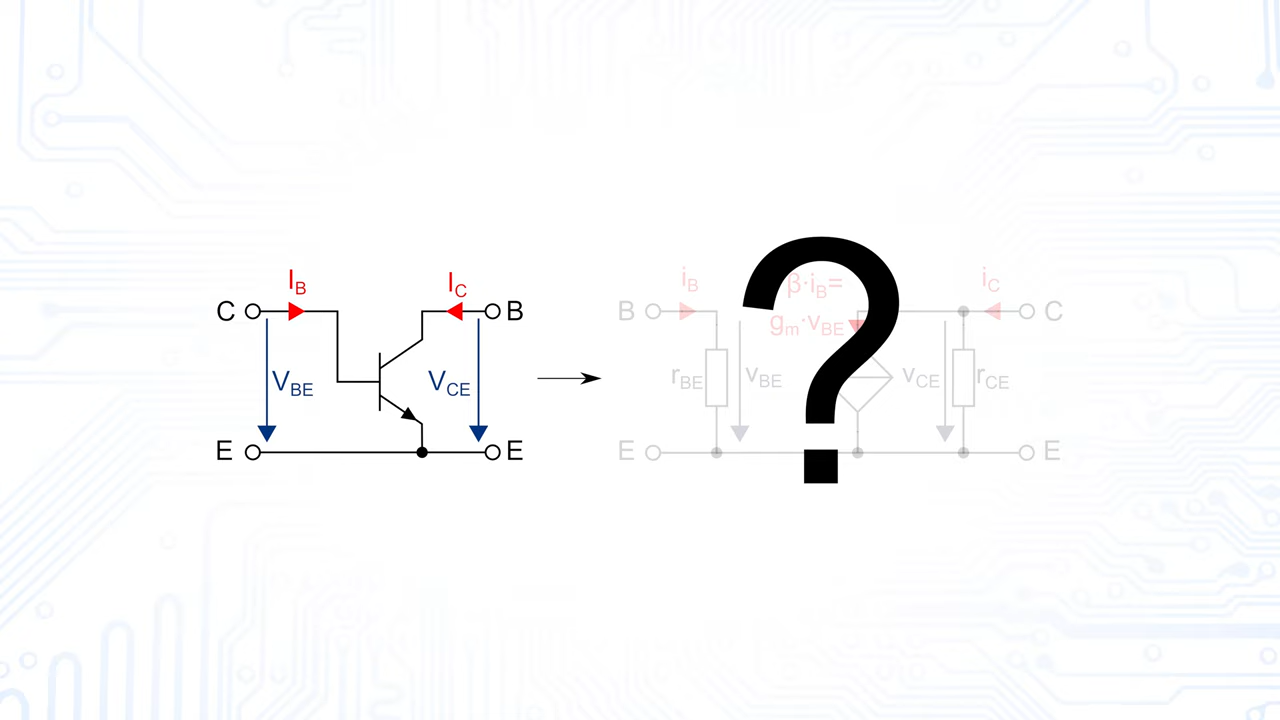 I_B
I_C
C
B
V_BE
V_CE
E
E
?
i_B
β·i_B=
i_C
B
g_m·v_BE
C
r_BE
v_BE
v_CE
r_CE
E
E